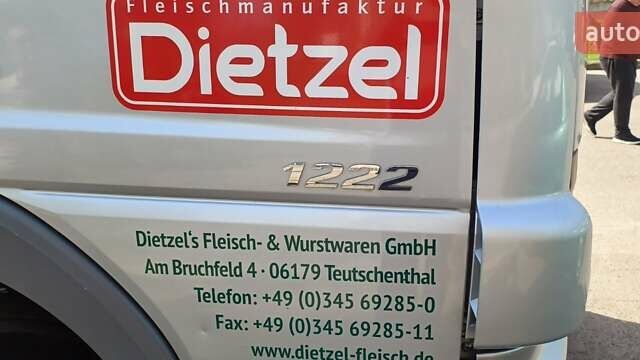 Fleischmanufaktur
Dietzel
auto
1222
Dietzel's Fleisch- & Wurstwaren GmbH
Am Bruchfeld 4 · 06179 Teutschenthal
Telefon: +49 (0)345 69285-0
Fax: +49 (0)345 69285-11
www.dietzel-fleisch.de